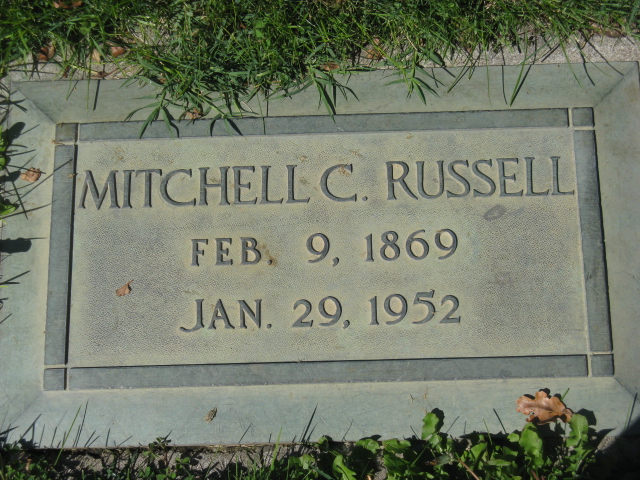 MITCHELL C. RUSSELL
FEB. 9, 1869
JAN. 29, 1952